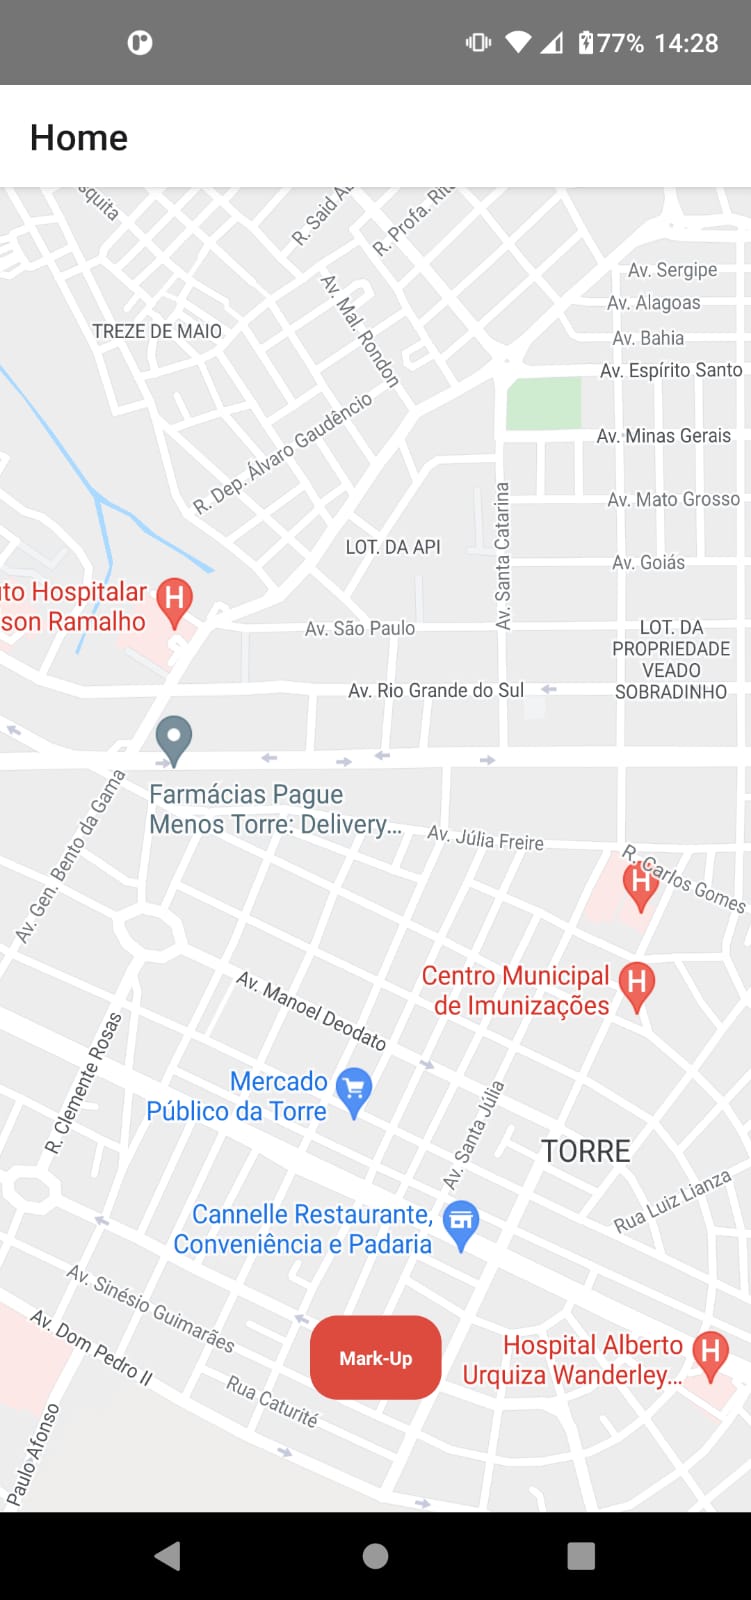 77% 14:28
Home
squita
R. Said
R. Profa.
Av. Sergipe
Av. Mal. Rondon
Av. Alagoas
TREZE DE MAIO
Av. Bahia
Av. Espírito Santo
R. Dep. Álvaro Gaudêncio
Av. Minas Gerais
Av. Mato Grosso
Av. Santa Catarina
LOT. DA API
Av. Goiás
to Hospitalar
son Ramalho
H
Av. São Paulo
LOT. DA
PROPRIEDADE
VEADO
SOBRADINHO
Av. Rio Grande do Sul
Farmácias Pague
Menos Torre: Delivery...
Av. Gen. Bento da Gama
Av. Júlia Freire
R. Carlos Gomes
H
Centro Municipal
de Imunizações
H
Av. Manoel Deodato
R. Clemente Rosas
Mercado
Público da Torre
Av. Santa Júlia
TORRE
Rua Luiz Lianza
Cannelle Restaurante,
Conveniência e Padaria
Av. Sinésio Guimarães
Av. Dom Pedro II
Mark-Up
Hospital Alberto
Urquiza Wanderley...
H
Rua Caturité
Paulo Afonso